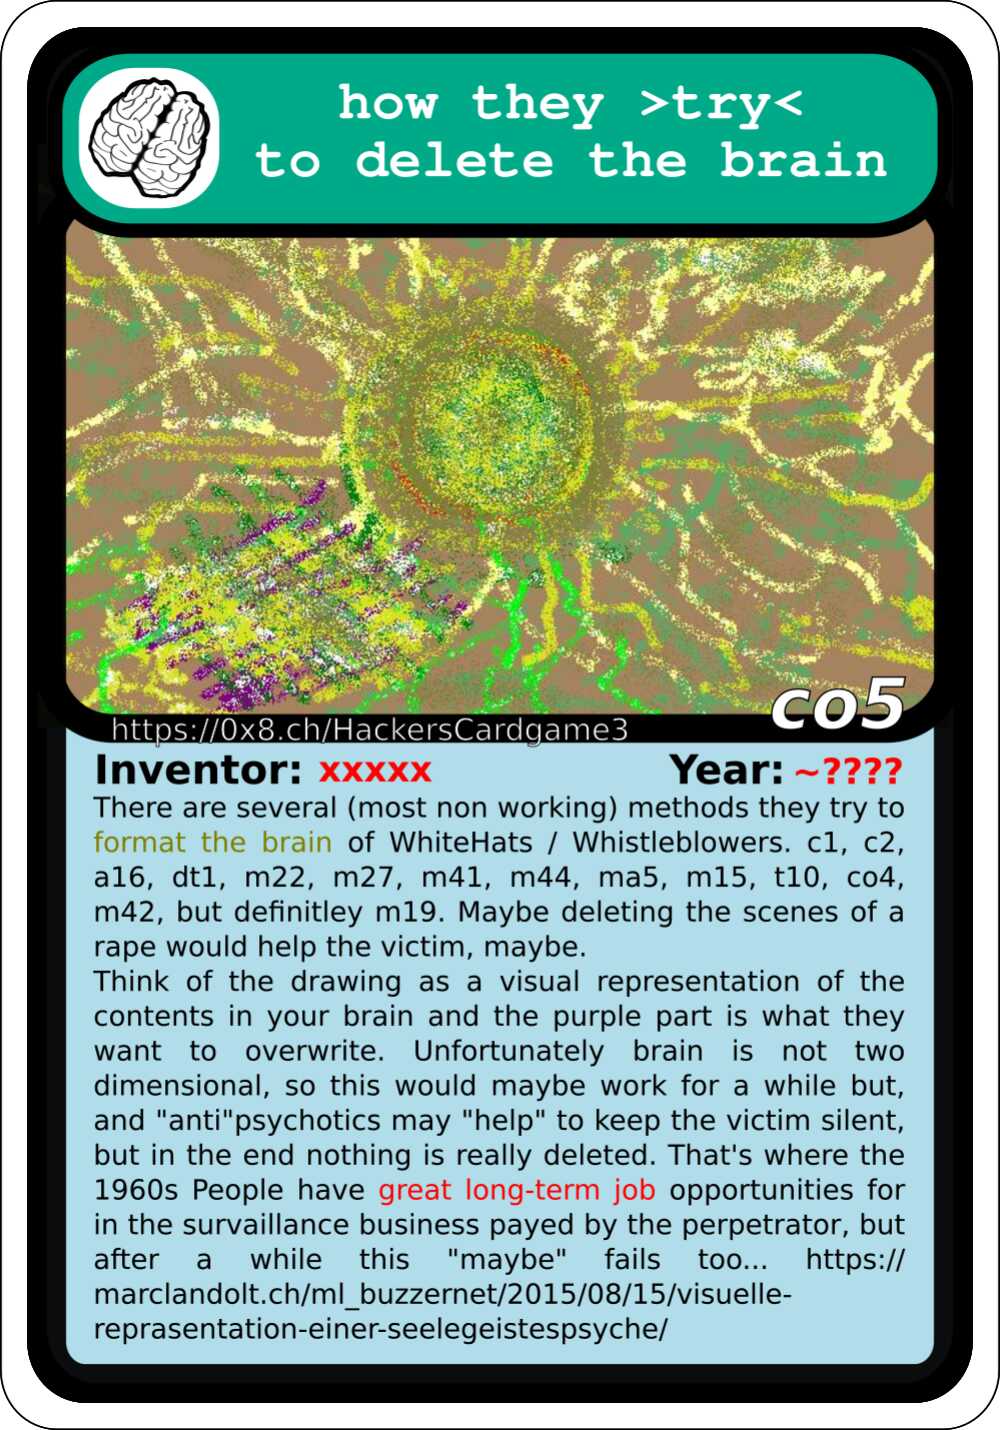 how they >try<
to delete the brain
co5
https://0x8.ch/HackersCardgame3
Inventor: xxxxx Year: ~????
There are several (most non working) methods they try to
format the brain of WhiteHats / Whistleblowers. c1, c2,
a16, dt1, m22, m27, m41, m44, ma5, m15, t10, co4,
m42, but definitley m19. Maybe deleting the scenes of a
rape would help the victim, maybe.
Think of the drawing as a visual representation of the
contents in your brain and the purple part is what they
want to overwrite. Unfortunately brain is not two
dimensional, so this would maybe work for a while but,
and "anti"psychotics may "help" to keep the victim silent,
but in the end nothing is really deleted. That's where the
1960s People have great long-term job opportunities for
in the survaillance business payed by the perpetrator, but
after a while this "maybe" fails too... https://
marclandolt.ch/ml_buzzernet/2015/08/15/visuelle-
reprasentation-einer-seelegeistespsyche/